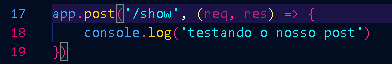 17 app.post('/show', (req, res) => {
18 console.log('testando o nosso post')
19 })